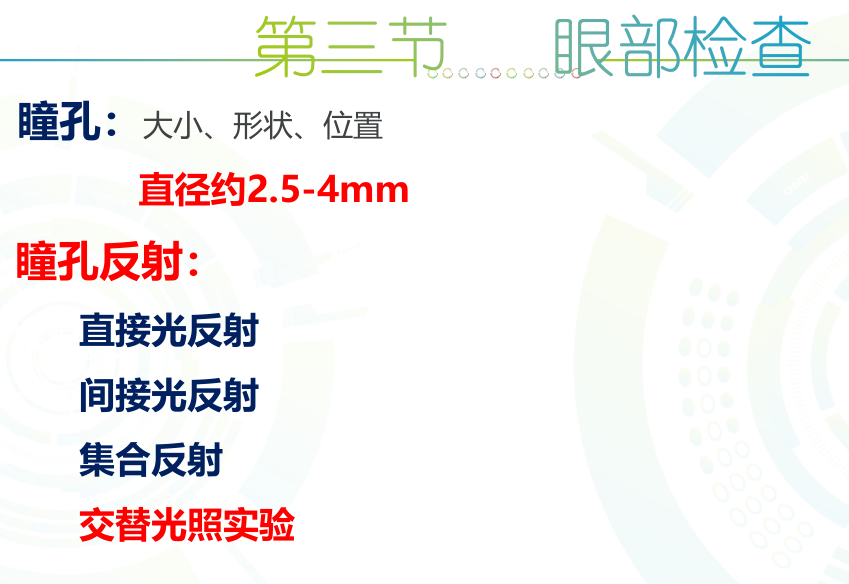 第三节 眼部检查
瞳孔：大小、形状、位置
直径约2.5-4mm
瞳孔反射：
直接光反射
间接光反射
集合反射
交替光照实验